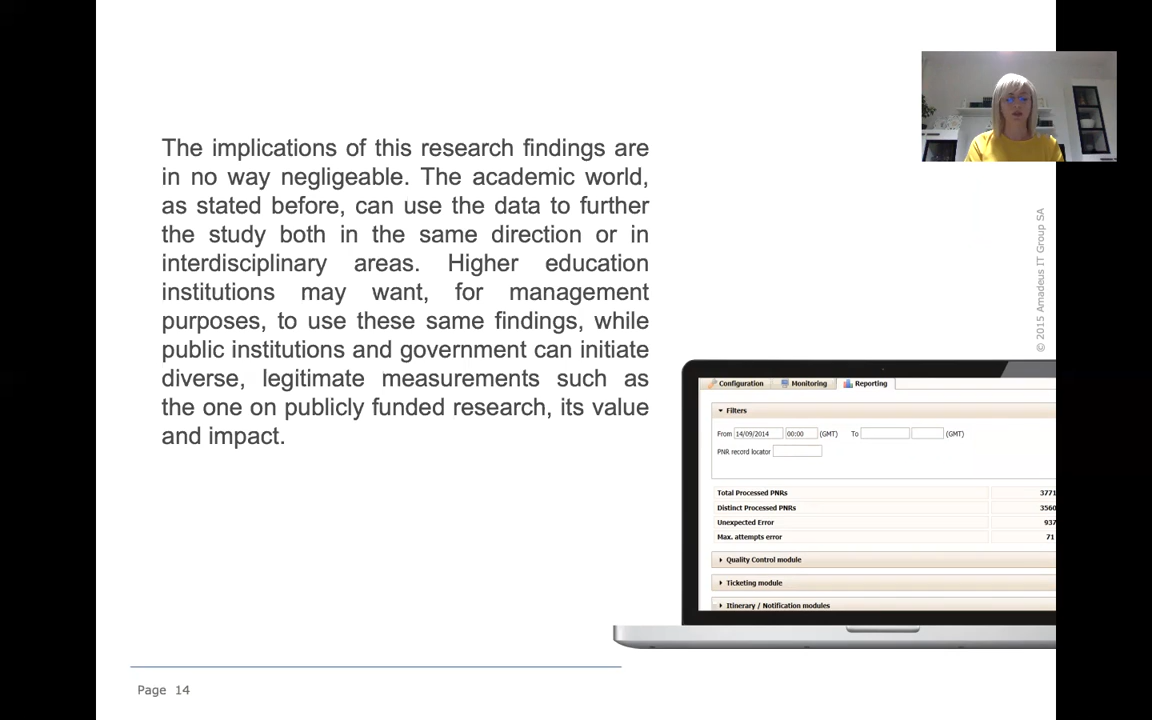 The implications of this research findings are
in no way negligeable. The academic world,
as stated before, can use the data to further
the study both in the same direction or in
interdisciplinary areas. Higher education
institutions may want, for management
purposes, to use these same findings, while
public institutions and government can initiate
diverse, legitimate measurements such as
the one on publicly funded research, its value
and impact.
© 2015 Amadeus IT Group SA
Configuration Monitoring Reporting
Filters
From 14/09/2014 00:00 (GMT) To (GMT)
PNR record locator
Total Processed PNRs 3771
Distinct Processed PNRs 3560
Unexpected Error 937
Max. attempts error 71
Quality Control module
Ticketing module
Itinerary / Notification modules
Page 14